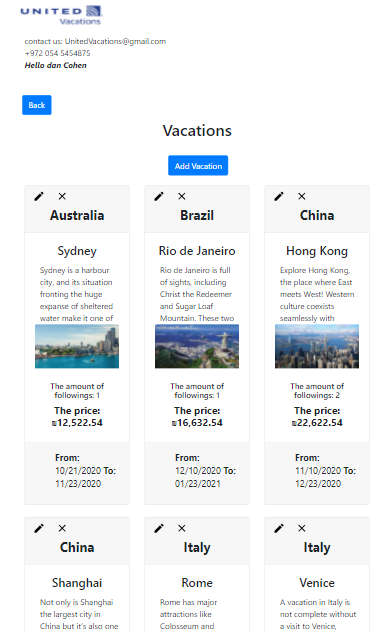 UNITED
Vacations
contact us: UnitedVacations@gmail.com
+972 054 5454875
Hello dan Cohen
Back
Vacations
Add Vacation
Australia
Sydney
Sydney is a harbour
city, and its situation
fronting the huge
expanse of sheltered
water make it one of
The amount of
followings: 1
The price:
₪12,522.54
From:
10/21/2020 To:
11/23/2020
Brazil
Rio de Janeiro
Rio de Janeiro is full
of sights, including
Christ the Redeemer
and Sugar Loaf
Mountain. These two
The amount of
followings: 1
The price:
₪16,632.54
From:
12/10/2020 To:
01/23/2021
China
Hong Kong
Explore Hong Kong,
the place where East
meets West! Western
culture coexists
seamlessly with
The amount of
followings: 2
The price:
₪22,622.54
From:
11/10/2020 To:
12/23/2020
China
Shanghai
Not only is Shanghai
the largest city in
China but it's also one
Italy
Rome
Rome has major
attractions like
Colosseum and
Italy
Venice
A vacation in Italy is
not complete without
a visit to Venice,